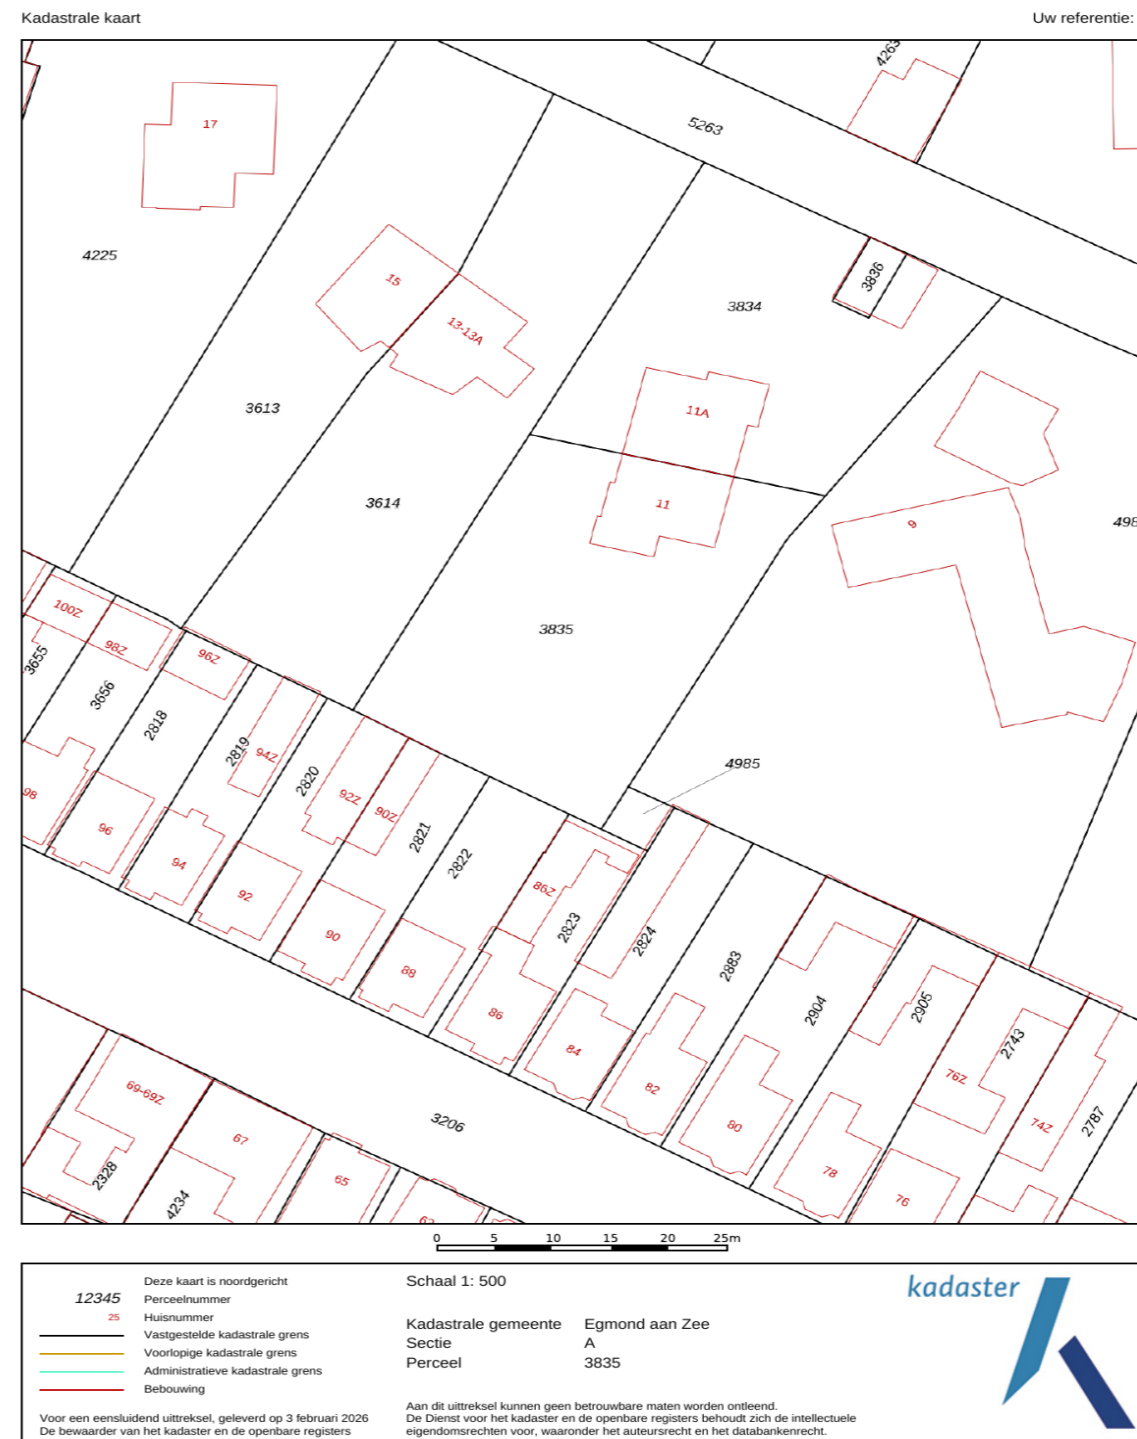 Kadastrale kaart
Uw referentie:
4263
5263
17
4225
3836
15
3834
13-13A
3613
11A
3614
11
9
498
3835
100Z
98Z
96Z
3655
3656
2818
2819
94Z
2820
4985
98
92Z
90Z
96
2821
94
2822
86Z
92
2823
90
2824
2883
88
2904
2905
86
2743
84
76Z
82
69-69Z
3206
80
74Z
2787
67
2328
65
78
4234
76
0 5 10 15 20 25m
Deze kaart is noordgericht
12345 Perceelnummer
25 Huisnummer
Vastgestelde kadastrale grens
Voorlopige kadastrale grens
Administratieve kadastrale grens
Bebouwing
Schaal 1: 500
Kadastrale gemeente Egmond aan Zee
Sectie A
Perceel 3835
kadaster
Voor een eensluidend uittreksel, geleverd op 3 februari 2026
De bewaarder van het kadaster en de openbare registers
Aan dit uittreksel kunnen geen betrouwbare maten worden ontleend.
De Dienst voor het kadaster en de openbare registers behoudt zich de intellectuele
eigendomsrechten voor, waaronder het auteursrecht en het databankenrecht.